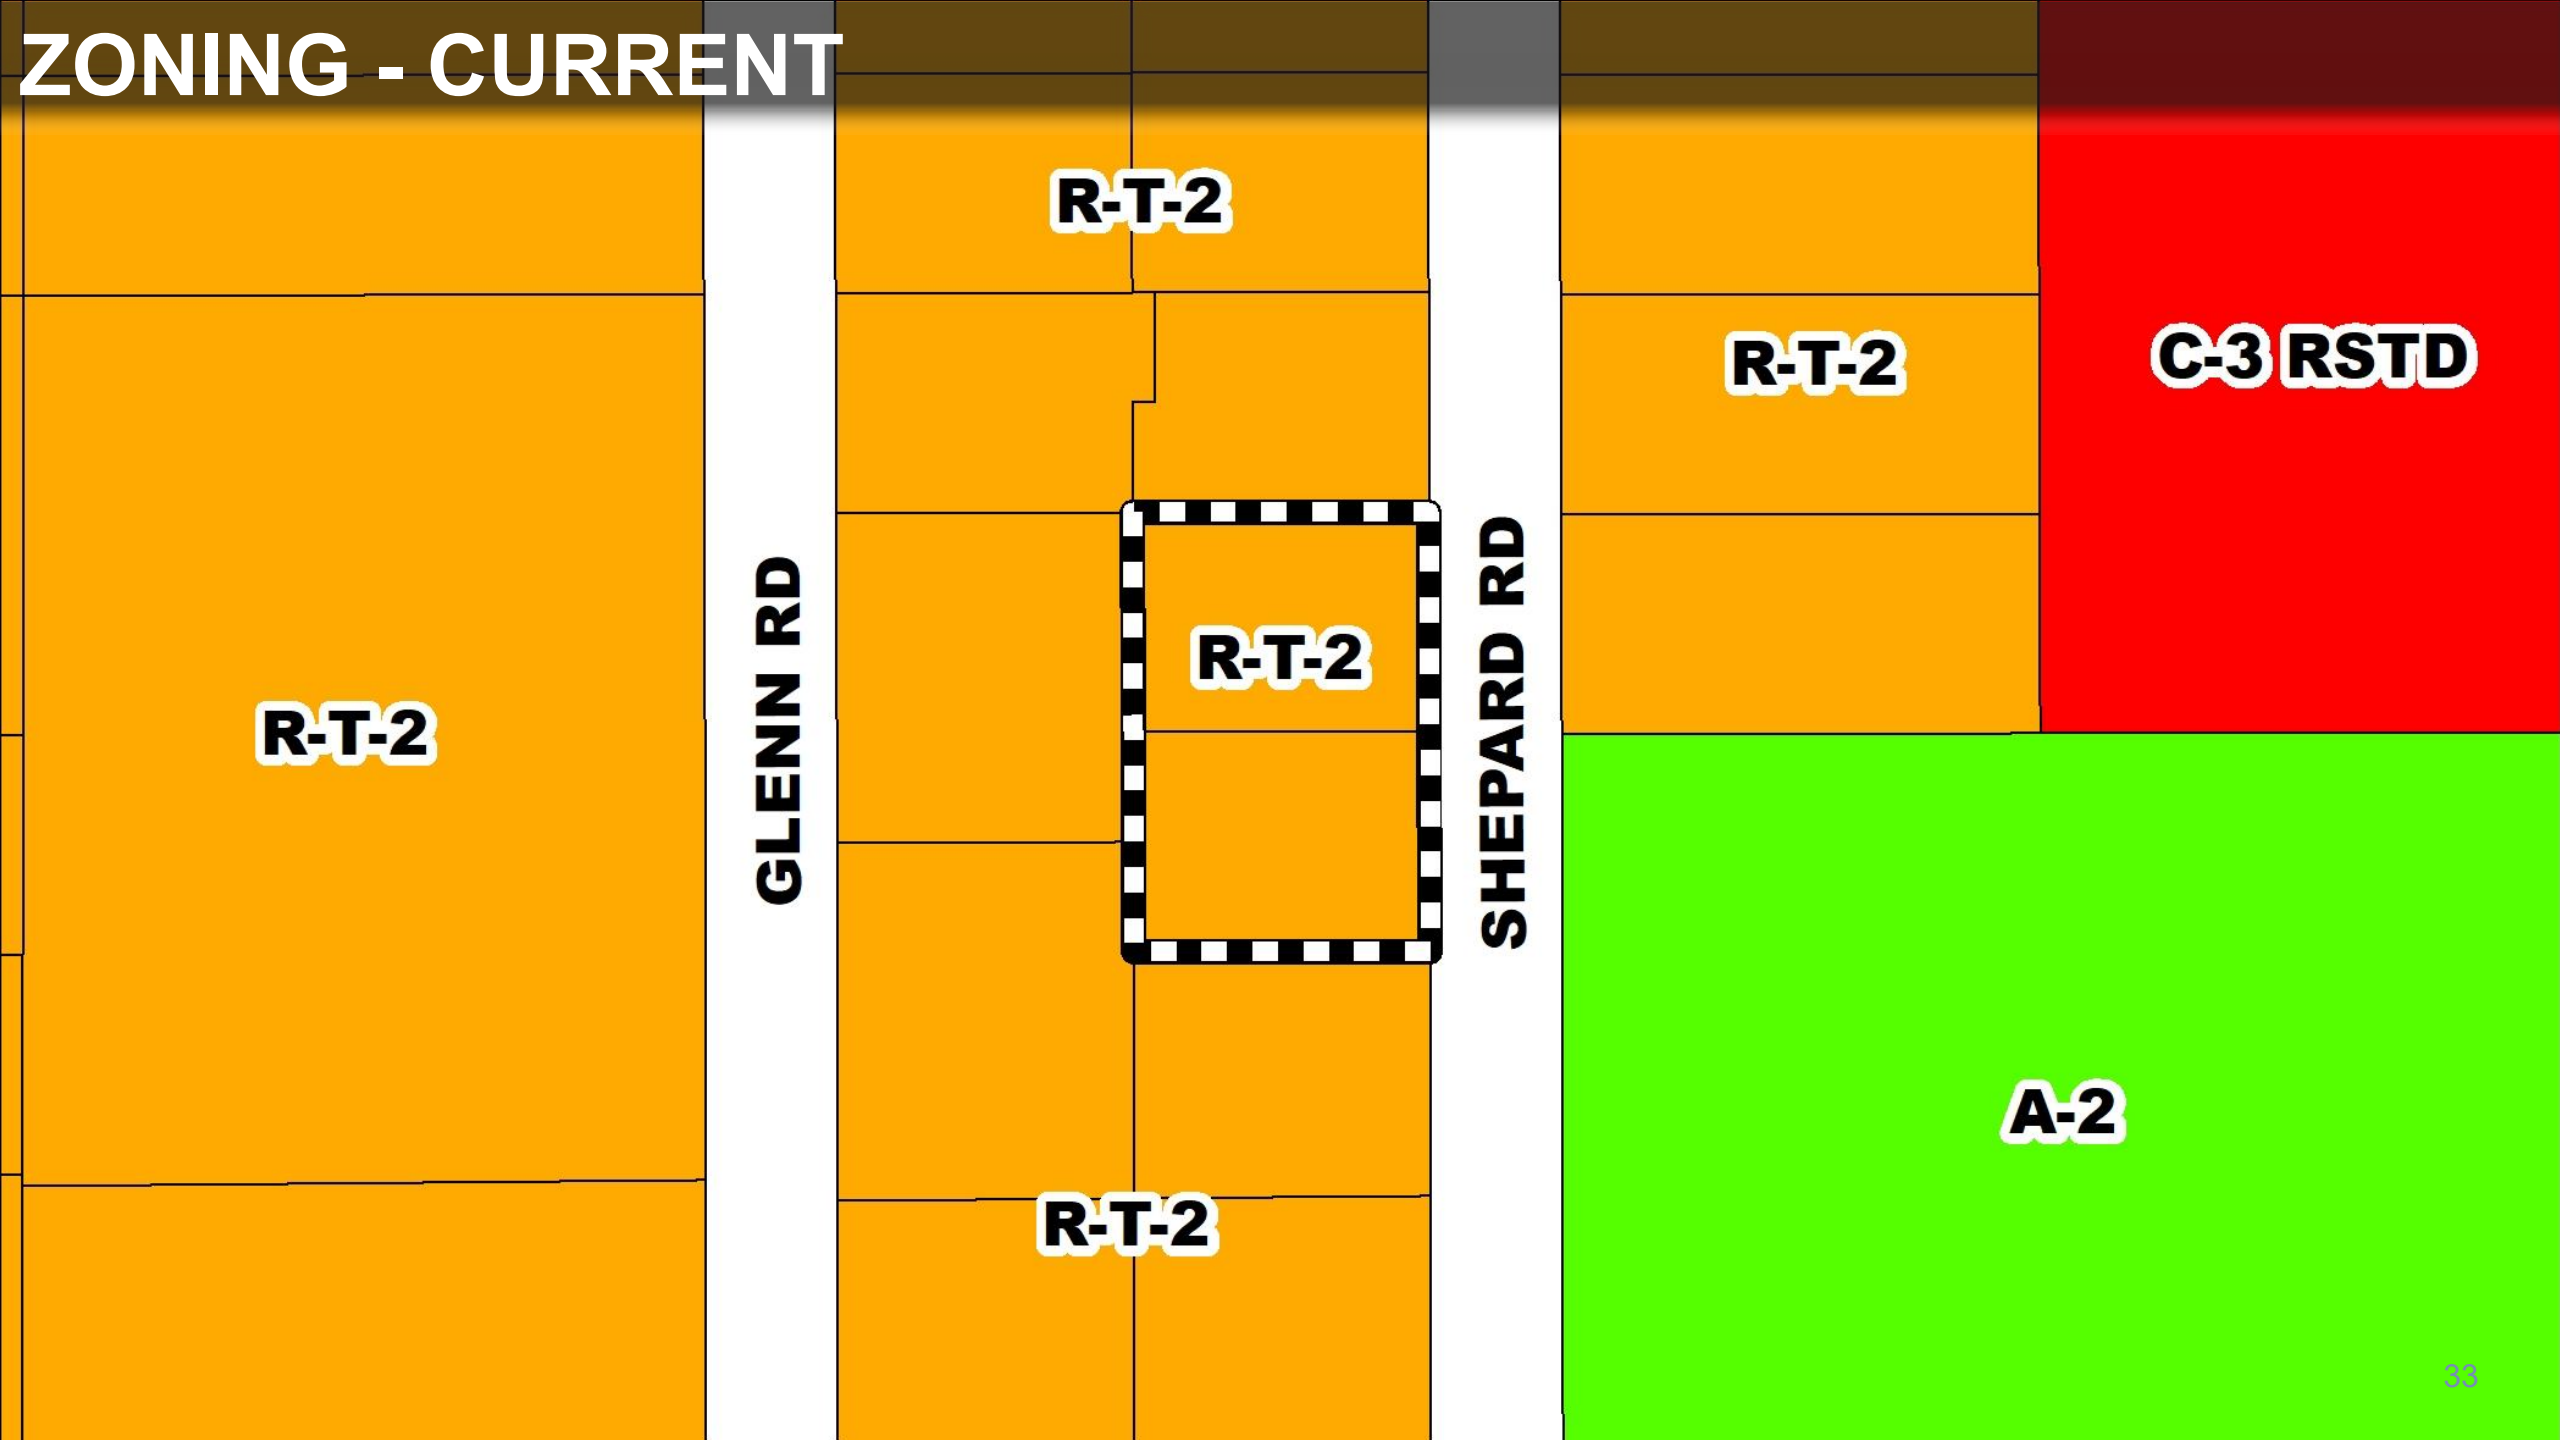 ZONING - CURRENT
R-T-2
R-T-2
C-3 RSTD
GLENN RD
SHEPARD RD
R-T-2
R-T-2
A-2
R-T-2
33